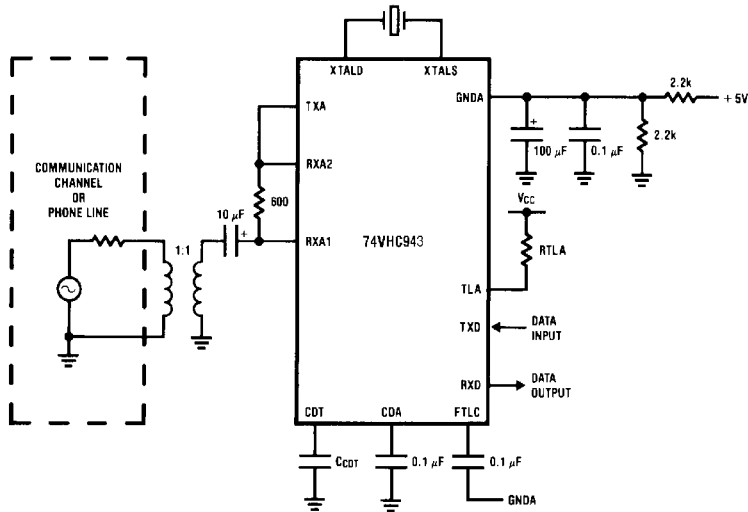 XTALD
XTALS
TXA
GNDA
2.2k
+5V
2.2k
+
100 µF
0.1 µF
RXA2
COMMUNICATION
CHANNEL
OR
PHONE LINE
600
10 µF
+
1:1
RXA1
74VHC943
VCC
RTLA
TLA
TXD
DATA
INPUT
RXD
DATA
OUTPUT
CDT
CDA
FTLC
CCDT
0.1 µF
0.1 µF
GNDA